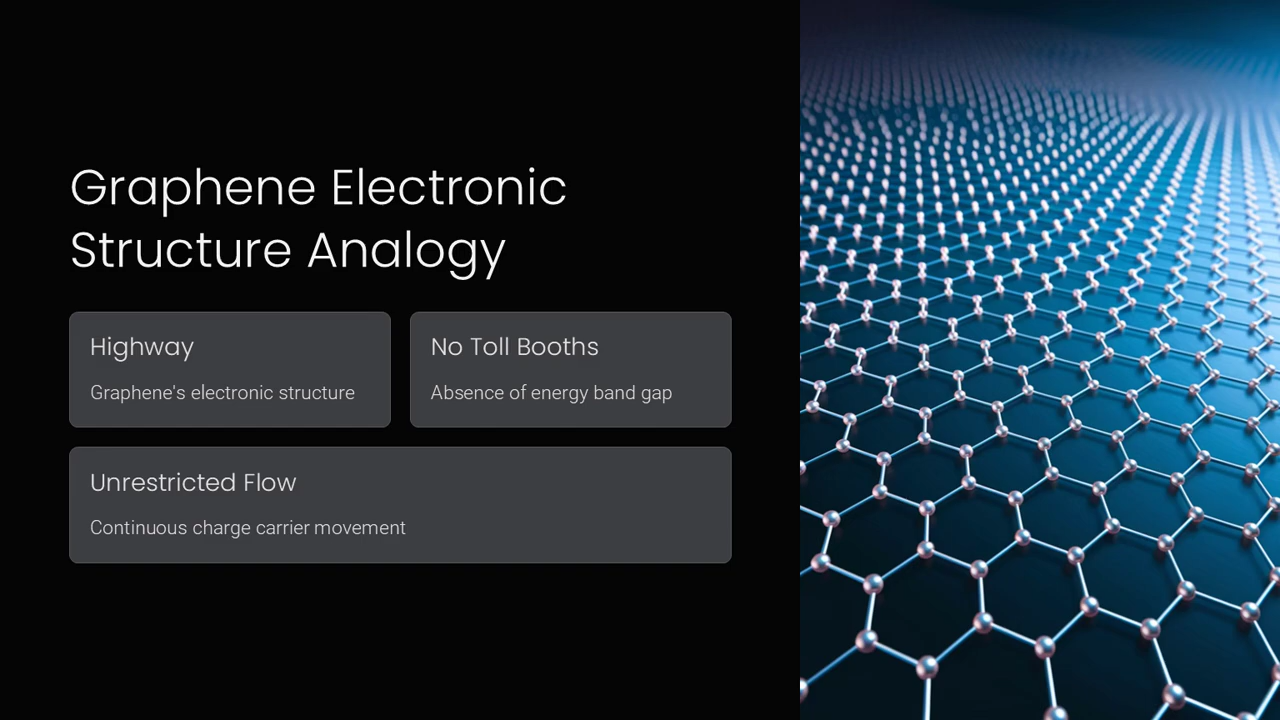 Graphene Electronic
Structure Analogy
Highway
Graphene's electronic structure
No Toll Booths
Absence of energy band gap
Unrestricted Flow
Continuous charge carrier movement